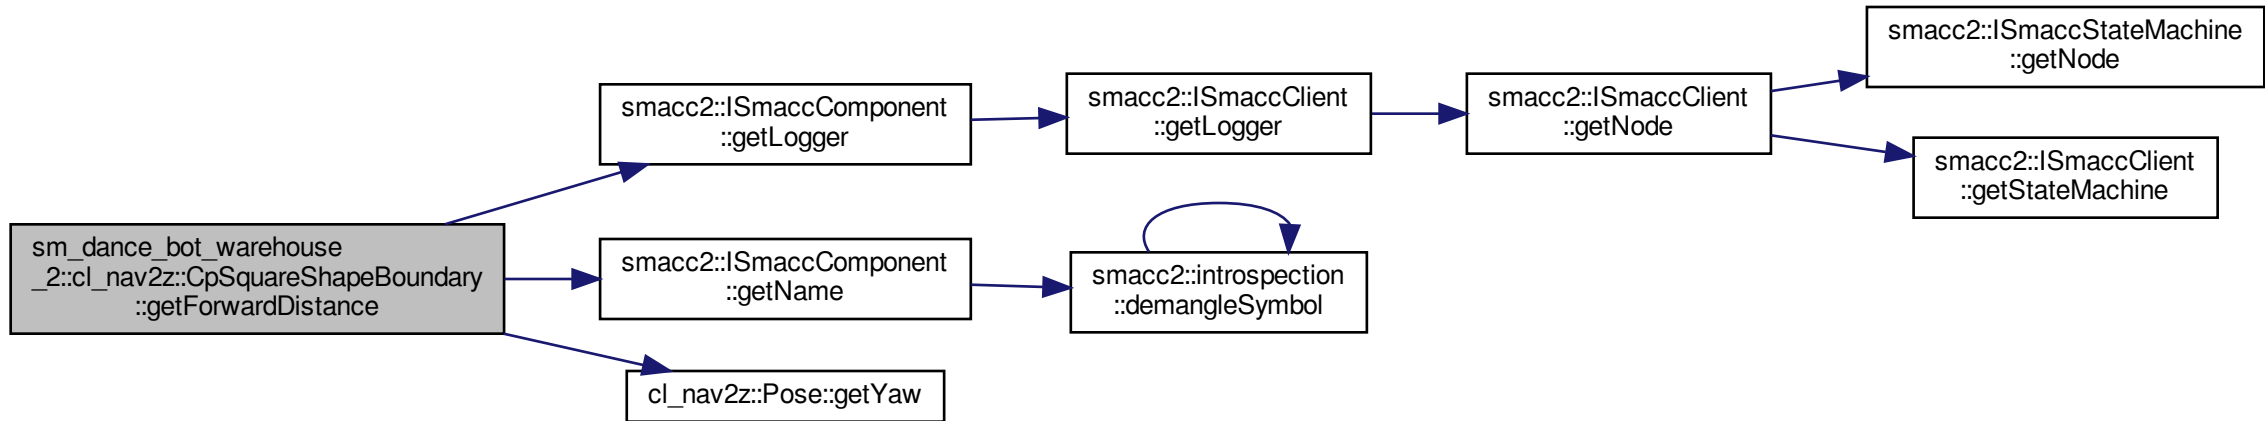 sm_dance_bot_warehouse
_2::cl_nav2z::CpSquareShapeBoundary
::getForwardDistance
smacc2::ISmaccComponent
::getLogger
smacc2::ISmaccClient
::getLogger
smacc2::ISmaccClient
::getNode
smacc2::ISmaccStateMachine
::getNode
smacc2::ISmaccClient
::getStateMachine
smacc2::ISmaccComponent
::getName
smacc2::introspection
::demangleSymbol
cl_nav2z::Pose::getYaw